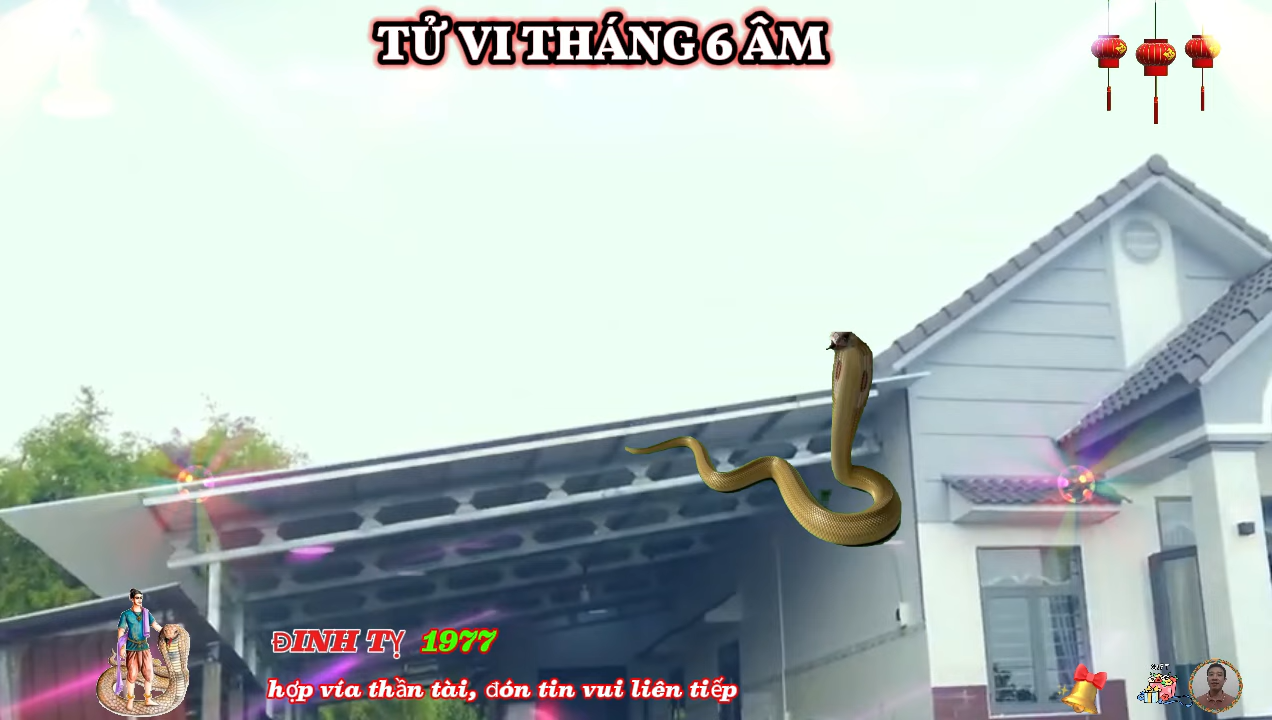 TỬ VI THÁNG 6 ÂM
ĐINH TỴ 1977
hợp vía thần tài, đón tin vui liên tiếp